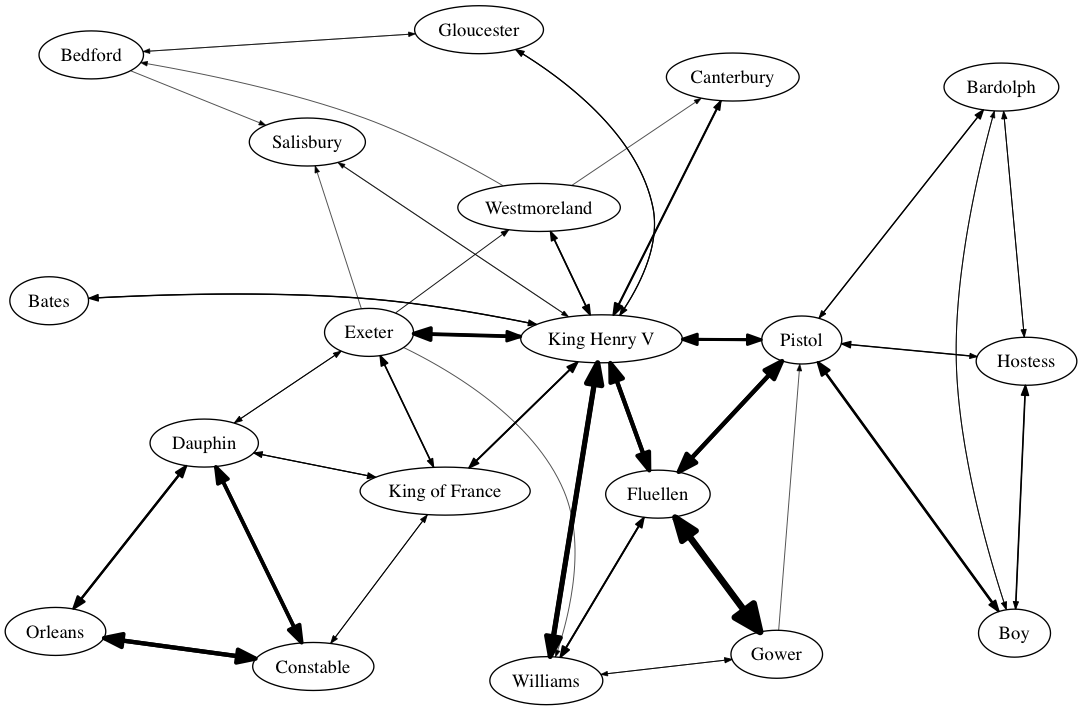 Gloucester
Bedford
Canterbury
Bardolph
Salisbury
Westmoreland
Bates
Exeter
King Henry V
Pistol
Hostess
Dauphin
King of France
Fluellen
Orleans
Constable
Williams
Gower
Boy